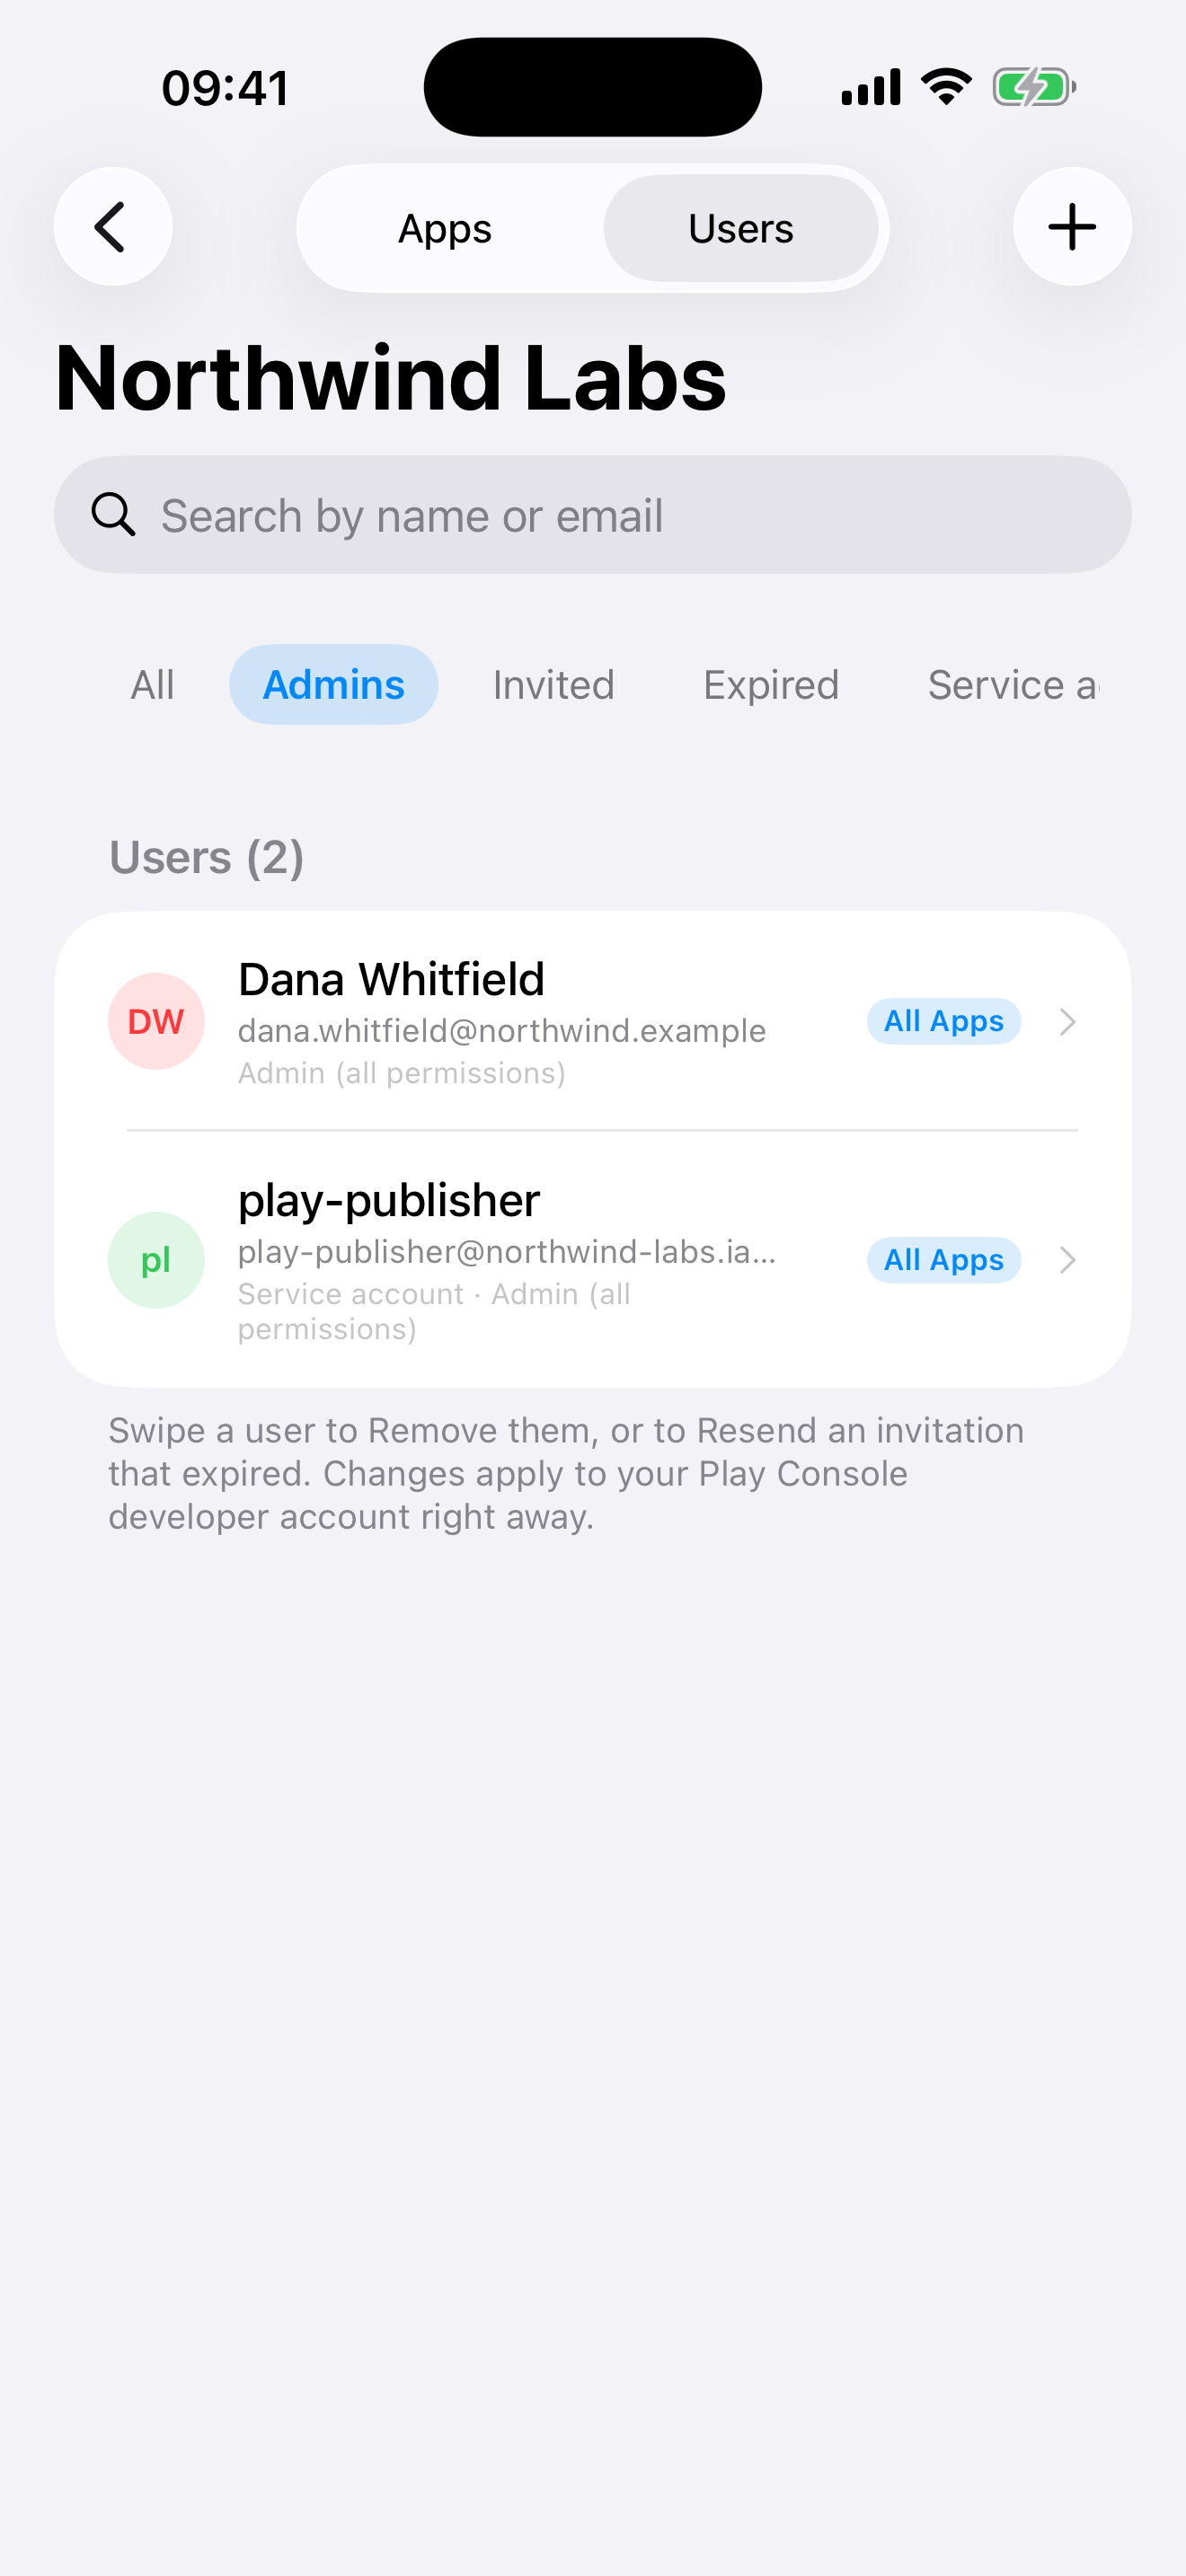 09:41
Apps
Users
Northwind Labs
Search by name or email
All
Admins
Invited
Expired
Service a
Users (2)
DW
Dana Whitfield
dana.whitfield@northwind.example
Admin (all permissions)
All Apps
pl
play-publisher
play-publisher@northwind-labs.ia...
Service account · Admin (all
permissions)
All Apps
Swipe a user to Remove them, or to Resend an invitation
that expired. Changes apply to your Play Console
developer account right away.